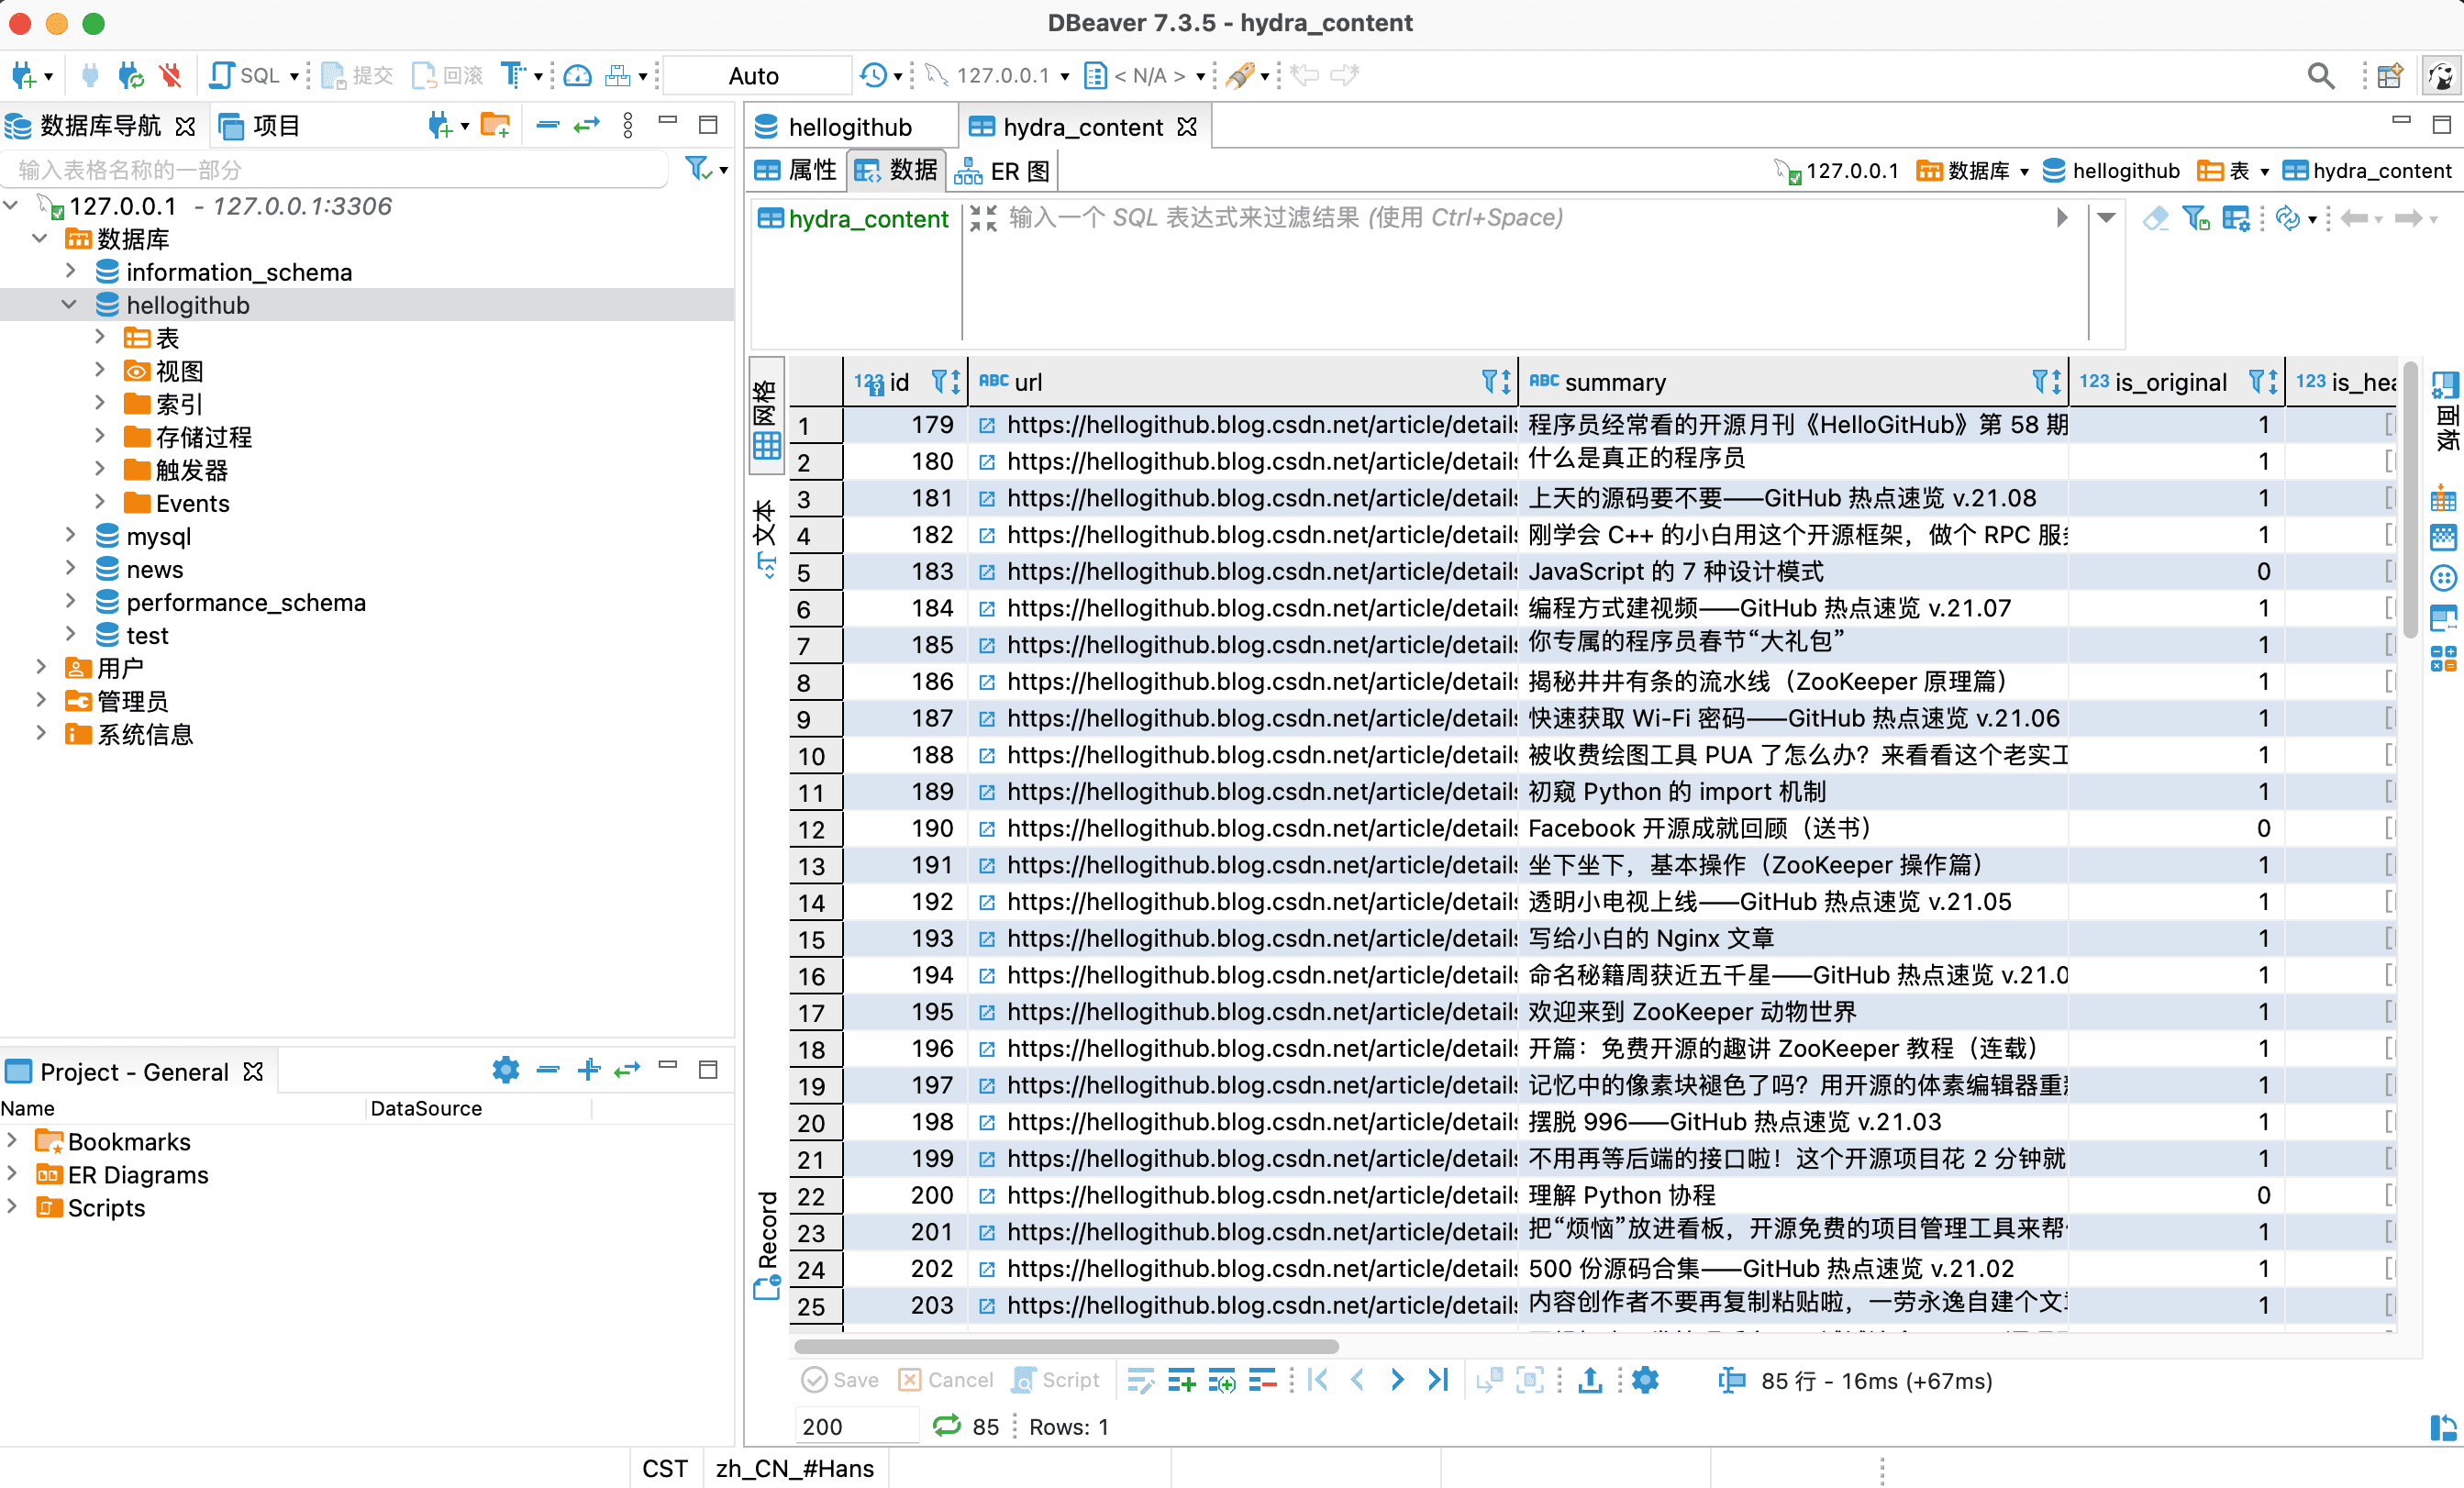 DBeaver 7.3.5 - hydra_content
SQL 提交 回滚 Auto 127.0.0.1 < N/A >
数据库导航 项目
输入表格名称的一部分
127.0.0.1 - 127.0.0.1:3306
数据库
information_schema
hellogithub
表
视图
索引
存储过程
触发器
Events
mysql
news
performance_schema
test
用户
管理员
系统信息
Project - General
Name DataSource
Bookmarks
ER Diagrams
Scripts
hellogithub hydra_content
属性 数据 ER 图 127.0.0.1 数据库 hellogithub 表 hydra_content
hydra_content 输入一个 SQL 表达式来过滤结果 (使用 Ctrl+Space)
网格
文本
Record
面板
123 id ABC url ABC summary 123 is_original 123 is_hea
1 179 https://hellogithub.blog.csdn.net/article/details 程序员经常看的开源月刊《HelloGitHub》第 58 期 1 [
2 180 https://hellogithub.blog.csdn.net/article/details 什么是真正的程序员 1 [
3 181 https://hellogithub.blog.csdn.net/article/details 上天的源码要不要——GitHub 热点速览 v.21.08 1 [
4 182 https://hellogithub.blog.csdn.net/article/details 刚学会 C++ 的小白用这个开源框架，做个 RPC 服 1 [
5 183 https://hellogithub.blog.csdn.net/article/details JavaScript 的 7 种设计模式 0 [
6 184 https://hellogithub.blog.csdn.net/article/details 编程方式建视频——GitHub 热点速览 v.21.07 1 [
7 185 https://hellogithub.blog.csdn.net/article/details 你专属的程序员春节“大礼包” 1 [
8 186 https://hellogithub.blog.csdn.net/article/details 揭秘井井有条的流水线（ZooKeeper 原理篇） 1 [
9 187 https://hellogithub.blog.csdn.net/article/details 快速获取 Wi-Fi 密码——GitHub 热点速览 v.21.06 1 [
10 188 https://hellogithub.blog.csdn.net/article/details 被收费绘图工具 PUA 了怎么办？来看看这个老实工 1 [
11 189 https://hellogithub.blog.csdn.net/article/details 初窥 Python 的 import 机制 1 [
12 190 https://hellogithub.blog.csdn.net/article/details Facebook 开源成就回顾（送书） 0 [
13 191 https://hellogithub.blog.csdn.net/article/details 坐下坐下，基本操作（ZooKeeper 操作篇） 1 [
14 192 https://hellogithub.blog.csdn.net/article/details 透明小电视上线——GitHub 热点速览 v.21.05 1 [
15 193 https://hellogithub.blog.csdn.net/article/details 写给小白的 Nginx 文章 1 [
16 194 https://hellogithub.blog.csdn.net/article/details 命名秘籍周获近五千星——GitHub 热点速览 v.21.0 1 [
17 195 https://hellogithub.blog.csdn.net/article/details 欢迎来到 ZooKeeper 动物世界 1 [
18 196 https://hellogithub.blog.csdn.net/article/details 开篇：免费开源的趣讲 ZooKeeper 教程（连载） 1 [
19 197 https://hellogithub.blog.csdn.net/article/details 记忆中的像素块褪色了吗？用开源的体素编辑器重 1 [
20 198 https://hellogithub.blog.csdn.net/article/details 摆脱 996——GitHub 热点速览 v.21.03 1 [
21 199 https://hellogithub.blog.csdn.net/article/details 不用再等后端的接口啦！这个开源项目花 2 分钟就 1 [
22 200 https://hellogithub.blog.csdn.net/article/details 理解 Python 协程 0 [
23 201 https://hellogithub.blog.csdn.net/article/details 把“烦恼”放进看板，开源免费的项目管理工具来帮 1 [
24 202 https://hellogithub.blog.csdn.net/article/details 500 份源码合集——GitHub 热点速览 v.21.02 1 [
25 203 https://hellogithub.blog.csdn.net/article/details 内容创作者不要再复制粘贴啦，一劳永逸自建个文 1 [
Save Cancel Script 85 行 - 16ms (+67ms)
200 85 Rows: 1
CST zh_CN_#Hans